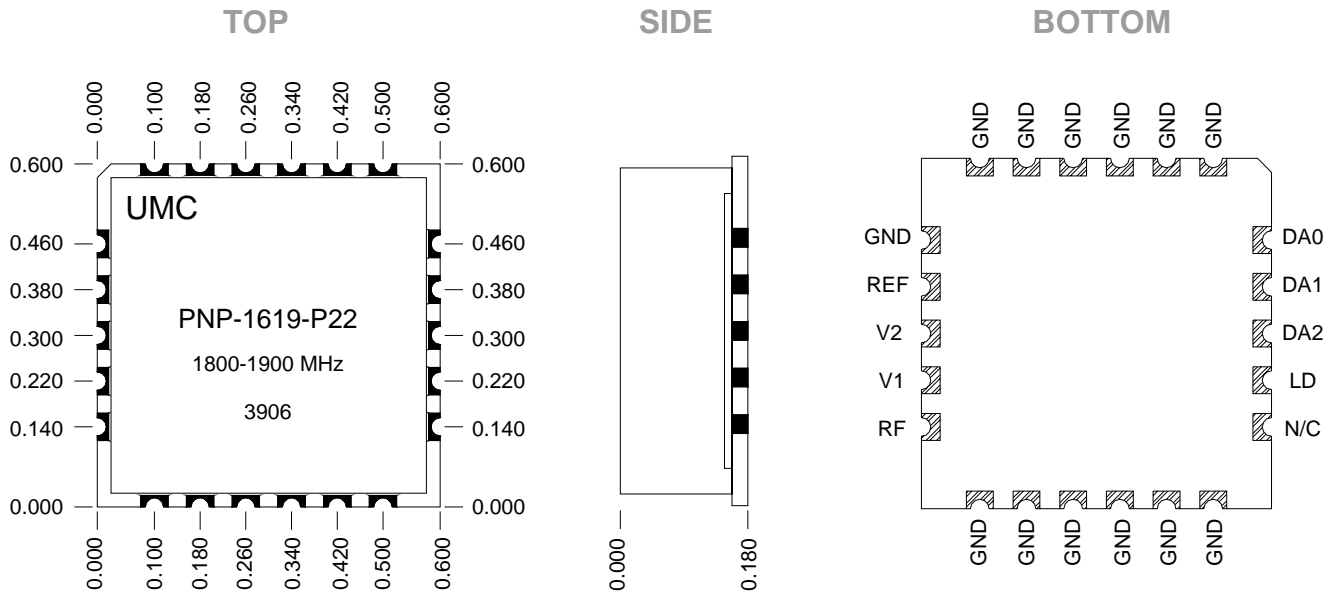 TOP
SIDE
BOTTOM
0.000
0.100
0.180
0.260
0.340
0.420
0.500
0.600
0.600
0.460
0.380
0.300
0.220
0.140
0.000
UMC
PNP-1619-P22
1800-1900 MHz
3906
0.600
0.460
0.380
0.300
0.220
0.140
0.000
0.000
0.100
0.180
0.260
0.340
0.420
0.500
0.600
0.000
0.180
GND
GND
GND
GND
GND
GND
GND
REF
V2
V1
RF
DA0
DA1
DA2
LD
N/C
GND
GND
GND
GND
GND
GND